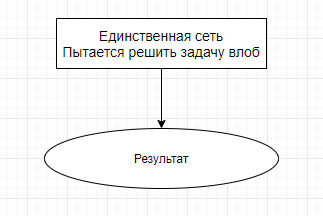 Единственная сеть
Пытается решить задачу влоб
Результат